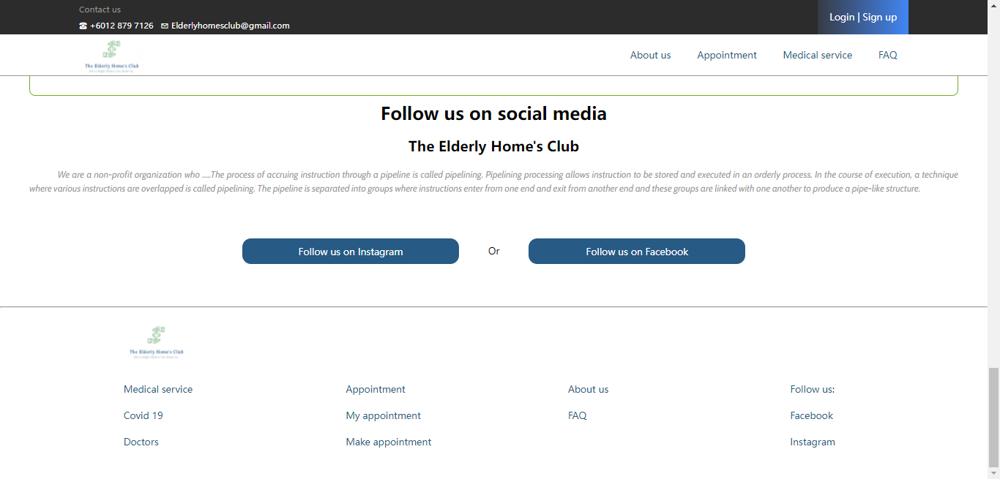 Contact us
+6012 879 7126 Elderlyhomesclub@gmail.com
Login | Sign up
The Elderly Home's Club
About us Appointment Medical service FAQ
Follow us on social media
The Elderly Home's Club
We are a non-profit organization who .....The process of accruing instruction through a pipeline is called pipelining. Pipelining processing allows instruction to be stored and executed in an orderly process. In the course of execution, a technique
where various instructions are overlapped is called pipelining. The pipeline is separated into groups where instructions enter from one end and exit from another end and these groups are linked with one another to produce a pipe-like structure.
Follow us on Instagram Or Follow us on Facebook
The Elderly Home's Club
Medical service Appointment About us Follow us:
Covid 19 My appointment FAQ Facebook
Doctors Make appointment Instagram